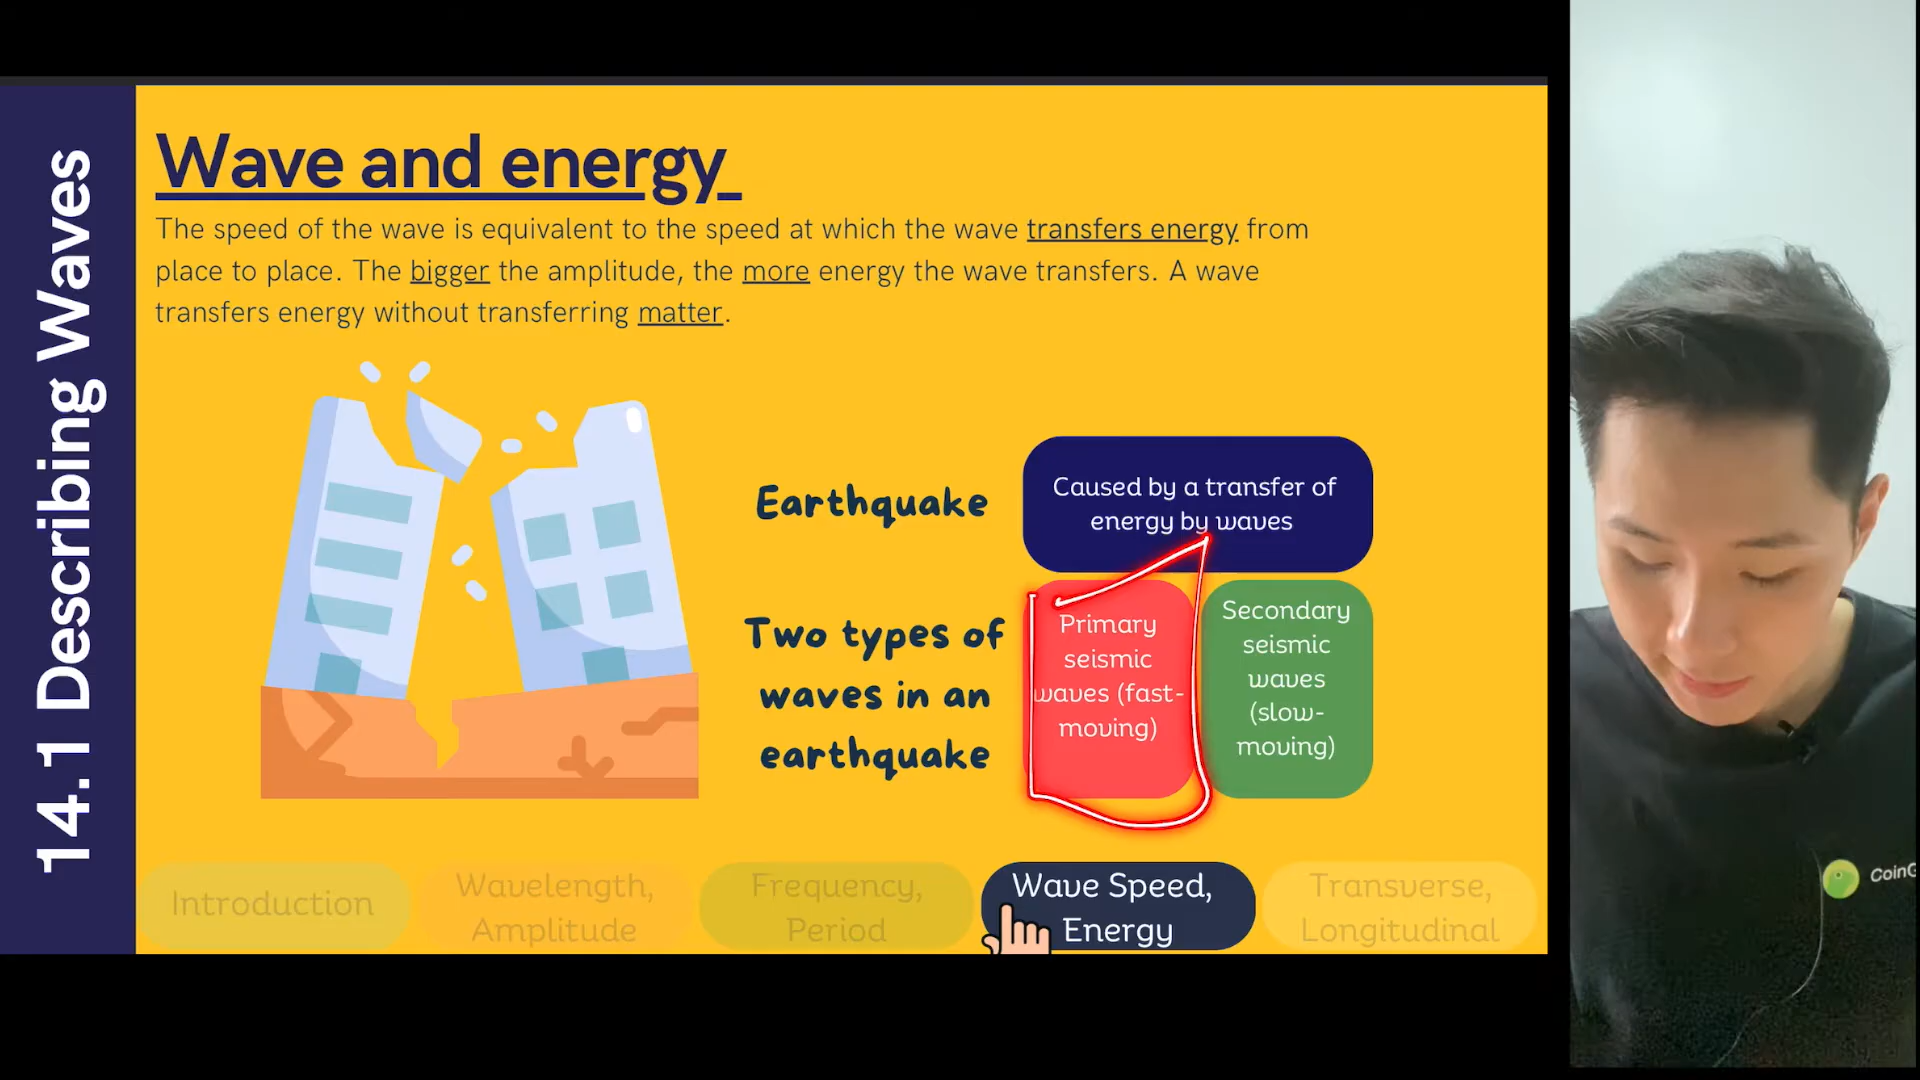 14.1 Describing Waves
Wave and energy
The speed of the wave is equivalent to the speed at which the wave transfers energy from
place to place. The bigger the amplitude, the more energy the wave transfers. A wave
transfers energy without transferring matter.
Earthquake
Caused by a transfer of
energy by waves
Two types of
waves in an
earthquake
Primary
seismic
waves (fast-
moving)
Secondary
seismic
waves
(slow-
moving)
Introduction
Wavelength,
Amplitude
Frequency,
Period
Wave Speed,
Energy
Transverse,
Longitudinal
CoinG